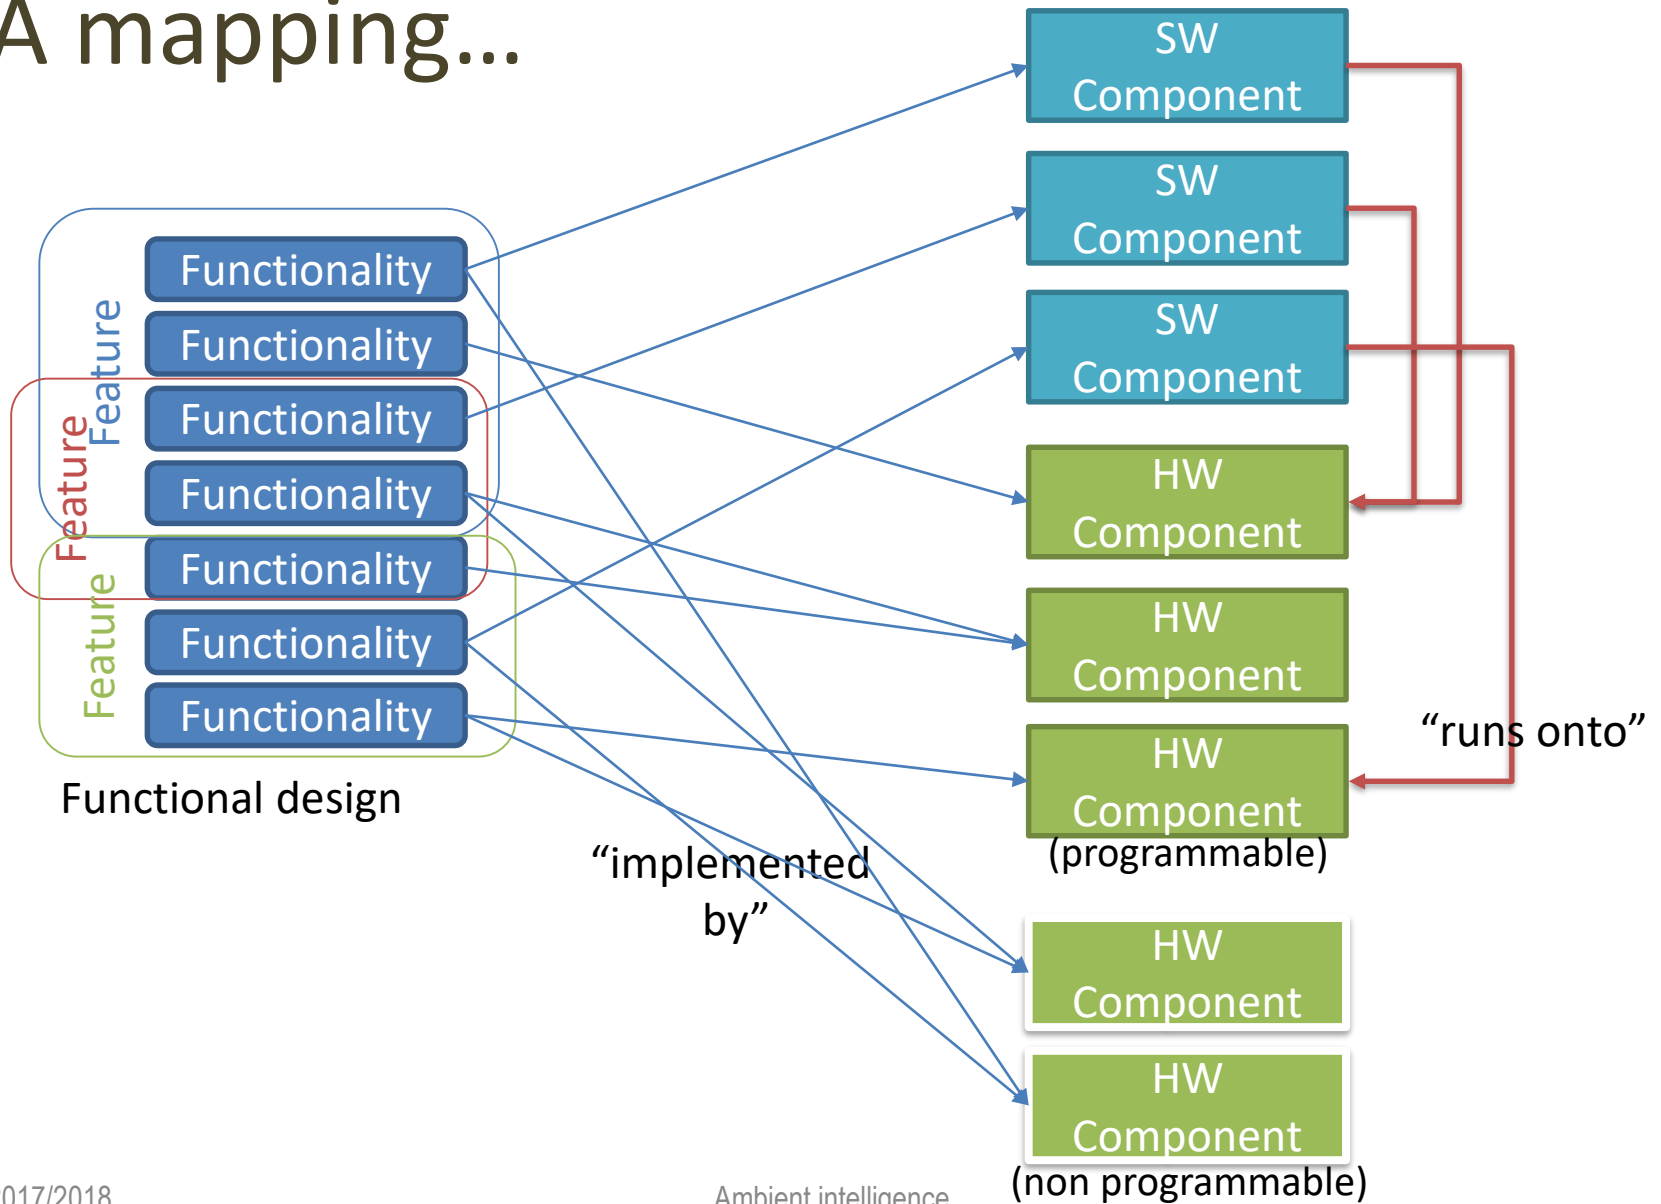 A mapping...
Feature
Functionality
Functionality
Functionality
Functionality
Functionality
Functionality
Functionality
Feature
Feature
Functional design
“implemented
by”
SW
Component
SW
Component
SW
Component
HW
Component
HW
Component
HW
Component
(programmable)
“runs onto”
HW
Component
HW
Component
(non programmable)
2017/2018
Ambient intelligence